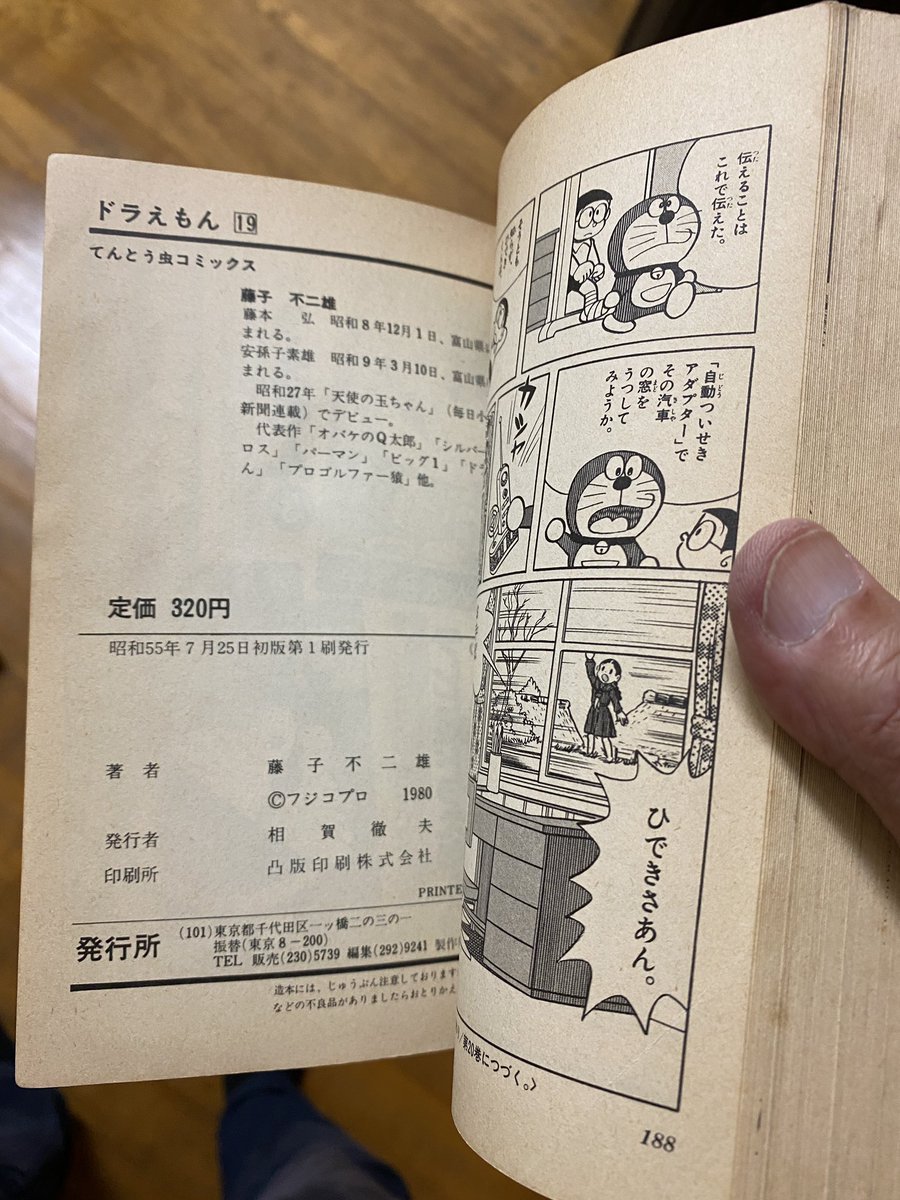 ドラえもん 19
てんとう虫コミックス
藤子 不二雄
藤本 弘 昭和8年12月1日、富山県
まれる。
安孫子素雄 昭和9年3月10日、富山県
まれる。
昭和27年「天使の玉ちゃん」(毎日小
新聞連載)でデビュー。
代表作「オバケのQ太郎」「シルバー
ロス」「パーマン」「ビッグ1」「ド
ん」「プロゴルファー猿」他。
定価 320円
昭和55年7月25日初版第1刷発行
著者 藤子不二雄
©フジコプロ 1980
発行者 相賀徹夫
印刷所 凸版印刷株式会社
PRINTE
発行所 (101)東京都千代田区一ッ橋二の三の一
振替(東京8-200)
TEL 販売(230)5739 編集(292)9241 製作
造本には、じゅうぶん注意しております
などの不良品がありましたらおとりかえ
伝えることは
これで伝えた。
「自動ついせき
アダプター」で
その汽車
の窓を
うつして
みようか。
カシャ
ひできさあん。
第20巻につづく。〉
188